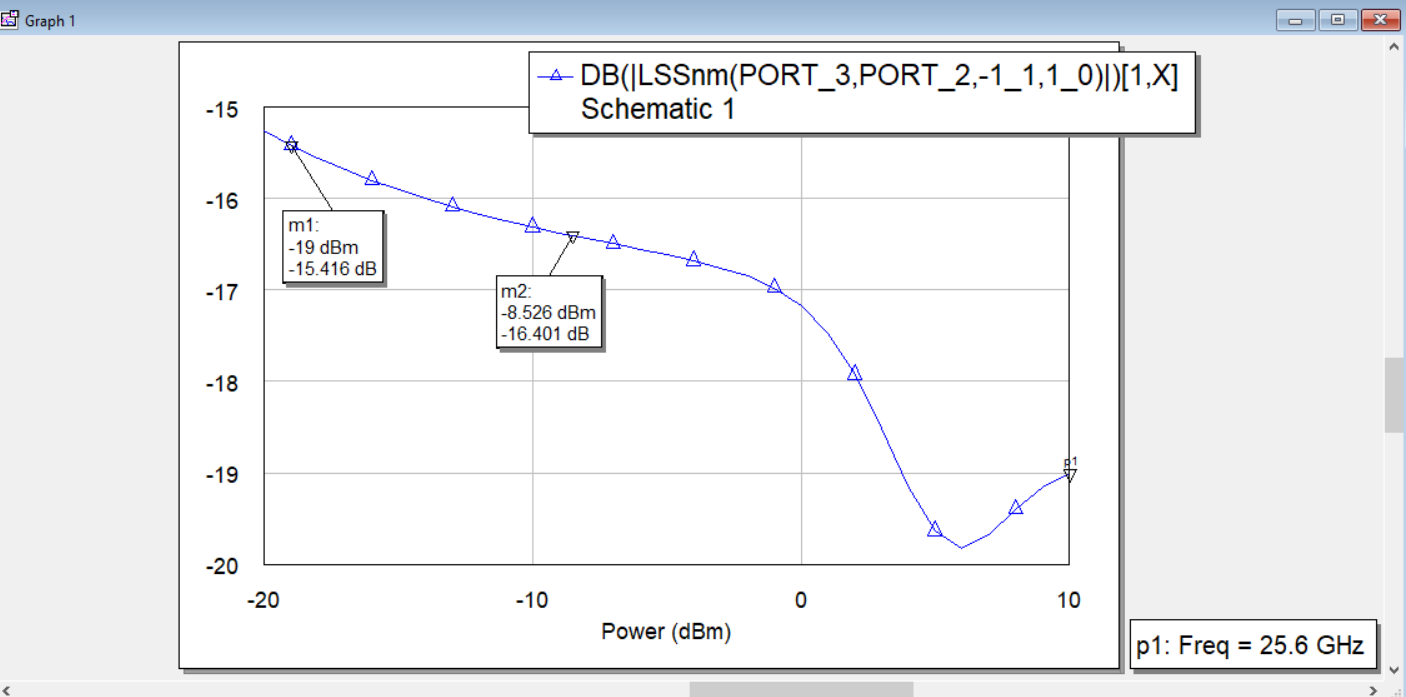 Graph 1
DB(|LSSnm(PORT_3,PORT_2,-1_1,1_0)|)[1,X]
Schematic 1
-15
-16
-17
-18
-19
-20
m1:
-19 dBm
-15.416 dB
m2:
-8.526 dBm
-16.401 dB
p1
-20
-10
0
10
Power (dBm)
p1: Freq = 25.6 GHz